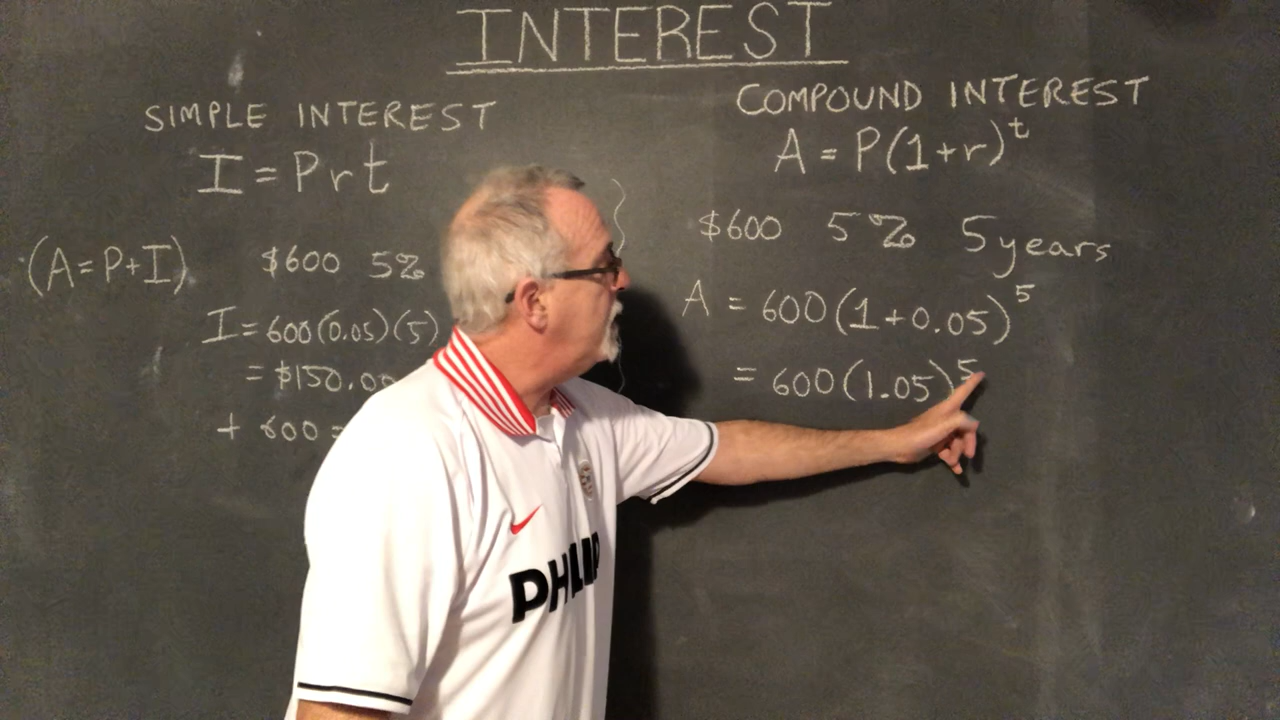 INTEREST
SIMPLE INTEREST
I = Prt
(A=P+I) $600 5%
I = 600(0.05)(5)
= $150.00
+ 600 =
COMPOUND INTEREST
A = P(1+r)^t
$600 5% 5 years
A = 600(1+0.05)^5
= 600(1.05)^5
PHILIP